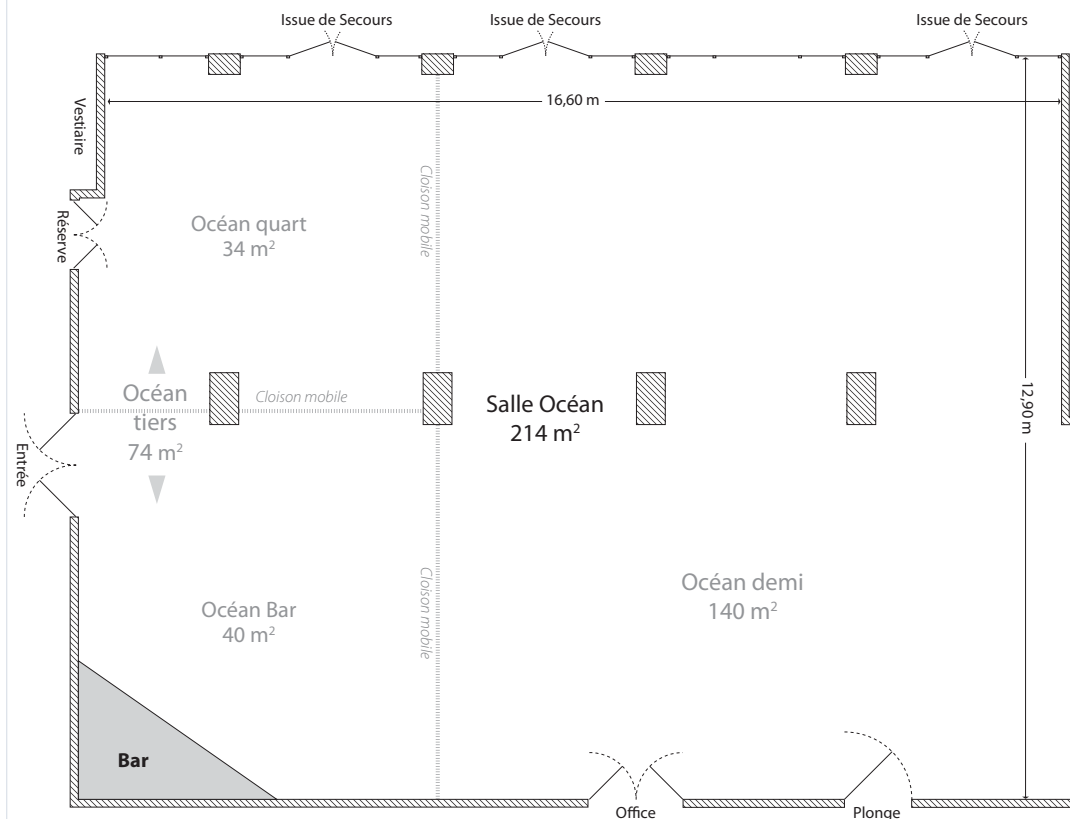 Issue de Secours
Issue de Secours
Issue de Secours
16,60 m
Vestiaire
Cloison mobile
Réserve
Océan quart
34 m²
Océan
tiers
74 m²
Cloison mobile
Salle Océan
214 m²
12,90 m
Entrée
Océan Bar
40 m²
Cloison mobile
Océan demi
140 m²
Bar
Office
Plonge